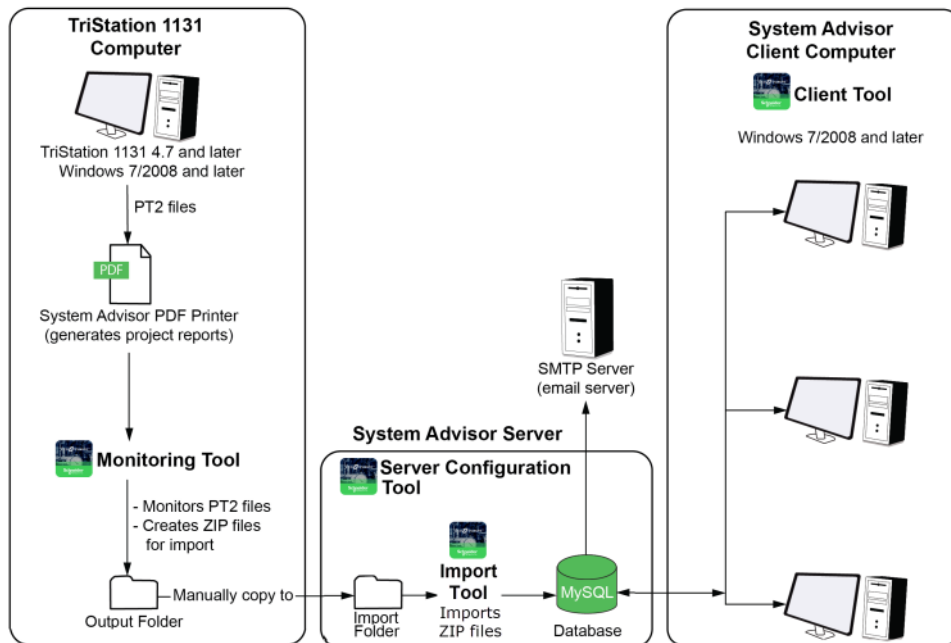 TriStation 1131
Computer
TriStation 1131 4.7 and later
Windows 7/2008 and later
PT2 files
PDF
System Advisor PDF Printer
(generates project reports)
Monitoring Tool
- Monitors PT2 files
- Creates ZIP files
for import
Output Folder
Manually copy to
System Advisor Server
Server Configuration
Tool
Import
Folder
Import
Tool
Imports
ZIP files
MySQL
Database
SMTP Server
(email server)
System Advisor
Client Computer
Client Tool
Windows 7/2008 and later